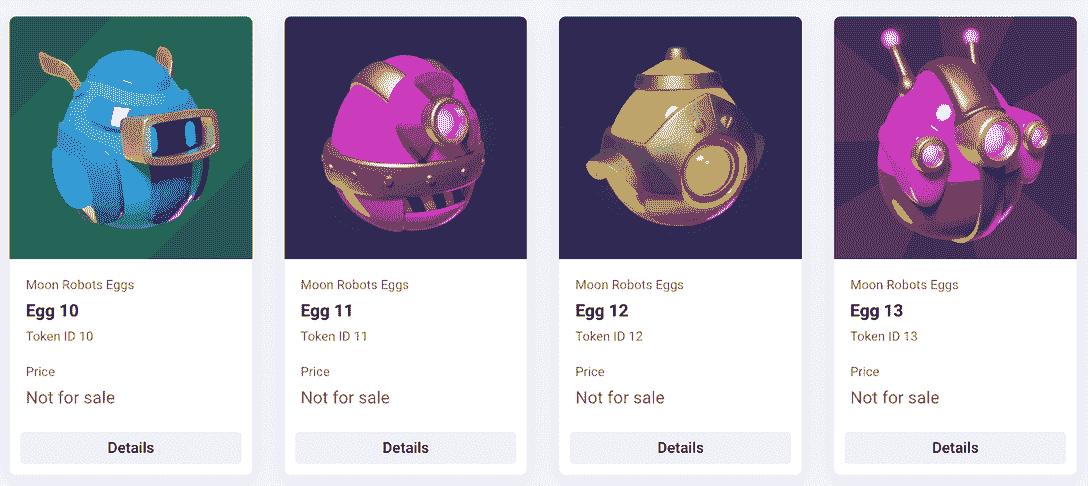 Moon Robots Eggs
Egg 10
Token ID 10
Price
Not for sale
Details
Moon Robots Eggs
Egg 11
Token ID 11
Price
Not for sale
Details
Moon Robots Eggs
Egg 12
Token ID 12
Price
Not for sale
Details
Moon Robots Eggs
Egg 13
Token ID 13
Price
Not for sale
Details